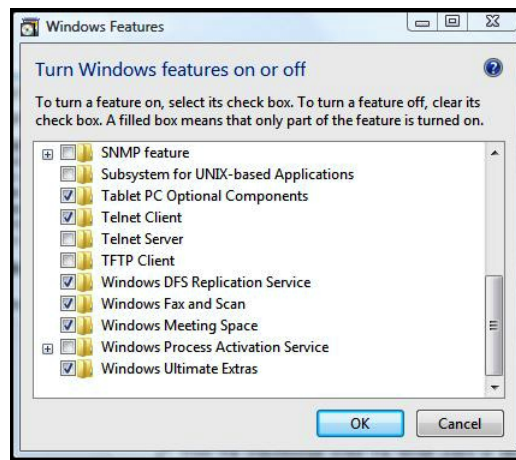 Windows Features
Turn Windows features on or off
To turn a feature on, select its check box. To turn a feature off, clear its
check box. A filled box means that only part of the feature is turned on.
SNMP feature
Subsystem for UNIX-based Applications
Tablet PC Optional Components
Telnet Client
Telnet Server
TFTP Client
Windows DFS Replication Service
Windows Fax and Scan
Windows Meeting Space
Windows Process Activation Service
Windows Ultimate Extras
OK
Cancel